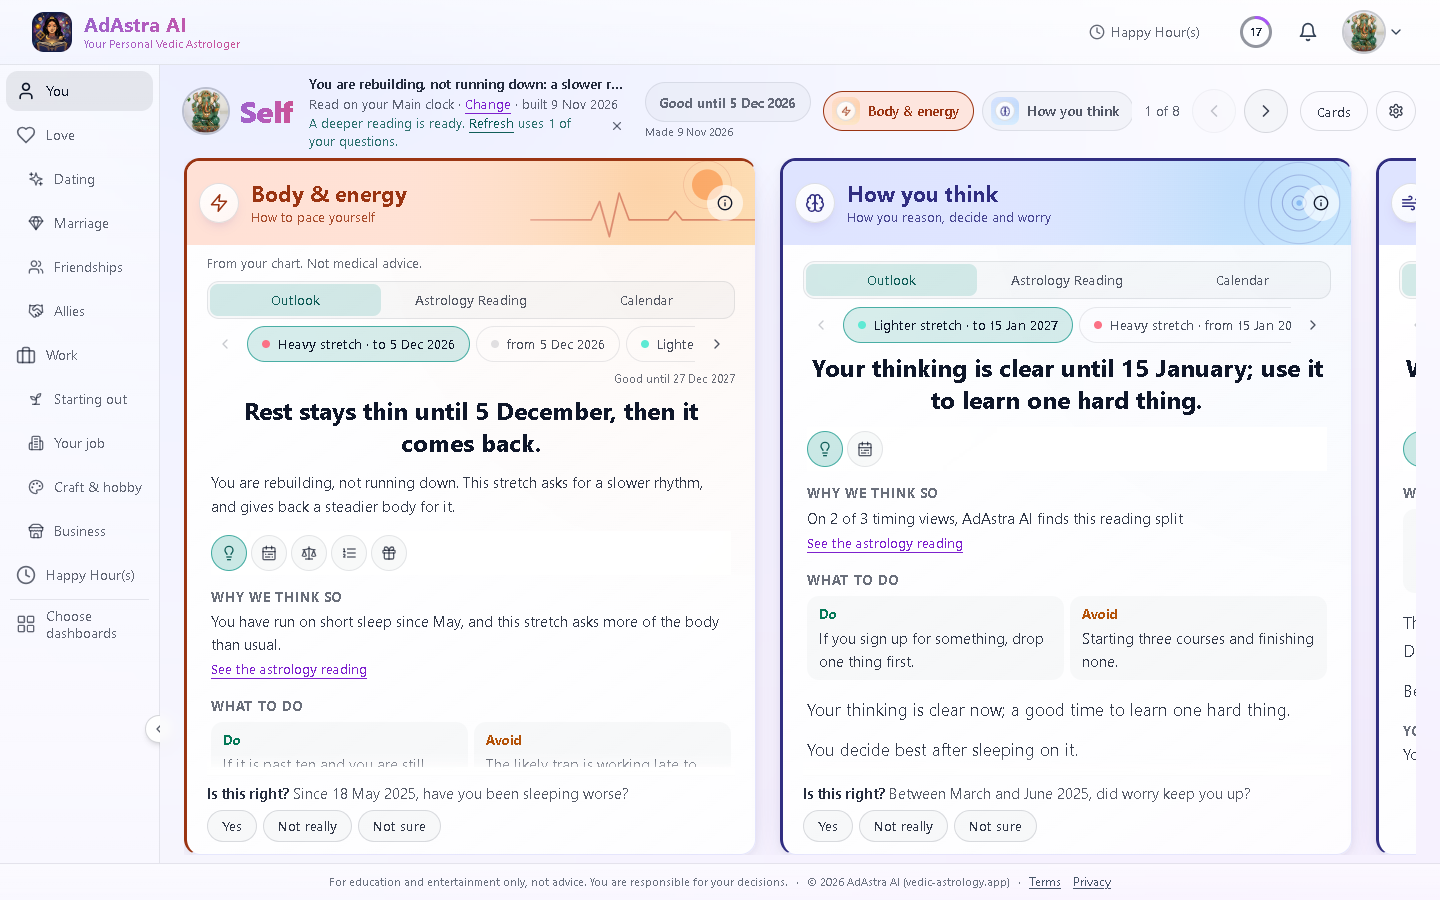 AdAstra AI
Your Personal Vedic Astrologer
Happy Hour(s)
17
You
Love
Dating
Marriage
Friendships
Allies
Work
Starting out
Your job
Craft & hobby
Business
Happy Hour(s)
Choose
dashboards
Self
You are rebuilding, not running down: a slower r...
Read on your Main clock · Change · built 9 Nov 2026
A deeper reading is ready. Refresh uses 1 of
your questions.
Good until 5 Dec 2026
Made 9 Nov 2026
Body & energy
How you think
1 of 8
Cards
Body & energy
How to pace yourself
From your chart. Not medical advice.
Outlook
Astrology Reading
Calendar
Heavy stretch · to 5 Dec 2026
from 5 Dec 2026
Lighte
Good until 27 Dec 2027
Rest stays thin until 5 December, then it
comes back.
You are rebuilding, not running down. This stretch asks for a slower rhythm,
and gives back a steadier body for it.
WHY WE THINK SO
You have run on short sleep since May, and this stretch asks more of the body
than usual.
See the astrology reading
WHAT TO DO
Do
If it is past ten and you are still
Avoid
The likely trap is working late to
Is this right? Since 18 May 2025, have you been sleeping worse?
Yes
Not really
Not sure
How you think
How you reason, decide and worry
Outlook
Astrology Reading
Calendar
Lighter stretch · to 15 Jan 2027
Heavy stretch · from 15 Jan 20
Your thinking is clear until 15 January; use it
to learn one hard thing.
WHY WE THINK SO
On 2 of 3 timing views, AdAstra AI finds this reading split
See the astrology reading
WHAT TO DO
Do
If you sign up for something, drop
one thing first.
Avoid
Starting three courses and finishing
none.
Your thinking is clear now; a good time to learn one hard thing.
You decide best after sleeping on it.
Is this right? Between March and June 2025, did worry keep you up?
Yes
Not really
Not sure
For education and entertainment only, not advice. You are responsible for your decisions. · © 2026 AdAstra AI (vedic-astrology.app) · Terms Privacy